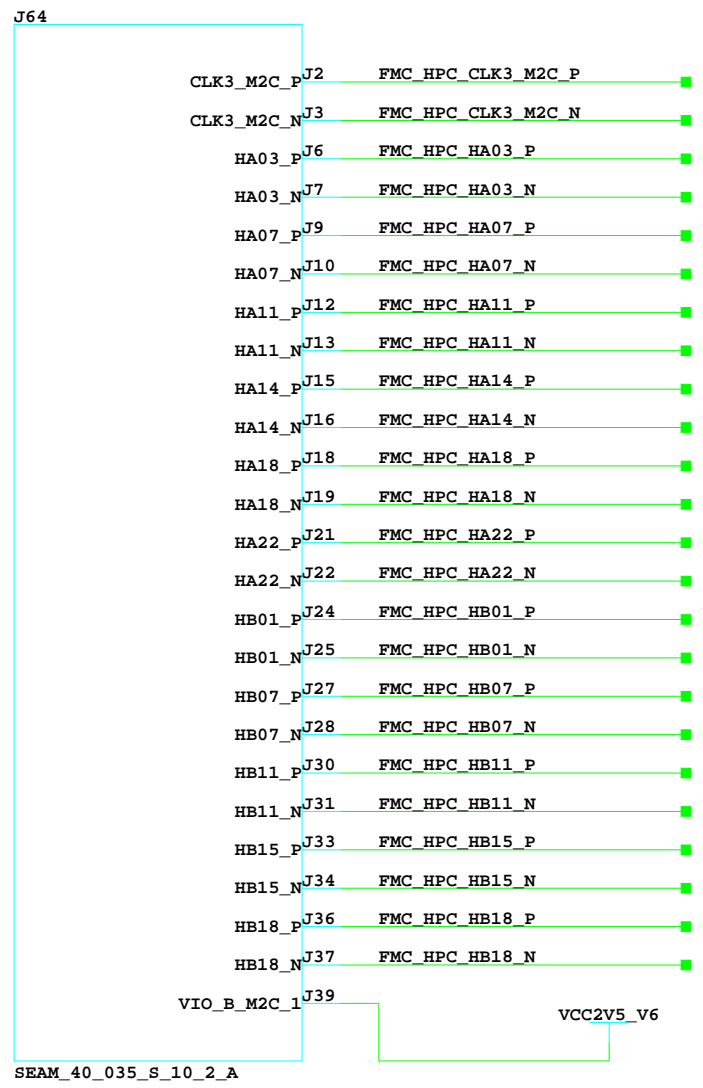 J64
CLK3_M2C_P J2 FMC_HPC_CLK3_M2C_P
CLK3_M2C_N J3 FMC_HPC_CLK3_M2C_N
HA03_P J6 FMC_HPC_HA03_P
HA03_N J7 FMC_HPC_HA03_N
HA07_P J9 FMC_HPC_HA07_P
HA07_N J10 FMC_HPC_HA07_N
HA11_P J12 FMC_HPC_HA11_P
HA11_N J13 FMC_HPC_HA11_N
HA14_P J15 FMC_HPC_HA14_P
HA14_N J16 FMC_HPC_HA14_N
HA18_P J18 FMC_HPC_HA18_P
HA18_N J19 FMC_HPC_HA18_N
HA22_P J21 FMC_HPC_HA22_P
HA22_N J22 FMC_HPC_HA22_N
HB01_P J24 FMC_HPC_HB01_P
HB01_N J25 FMC_HPC_HB01_N
HB07_P J27 FMC_HPC_HB07_P
HB07_N J28 FMC_HPC_HB07_N
HB11_P J30 FMC_HPC_HB11_P
HB11_N J31 FMC_HPC_HB11_N
HB15_P J33 FMC_HPC_HB15_P
HB15_N J34 FMC_HPC_HB15_N
HB18_P J36 FMC_HPC_HB18_P
HB18_N J37 FMC_HPC_HB18_N
VIO_B_M2C_1 J39
VCC2V5_V6
SEAM_40_035_S_10_2_A